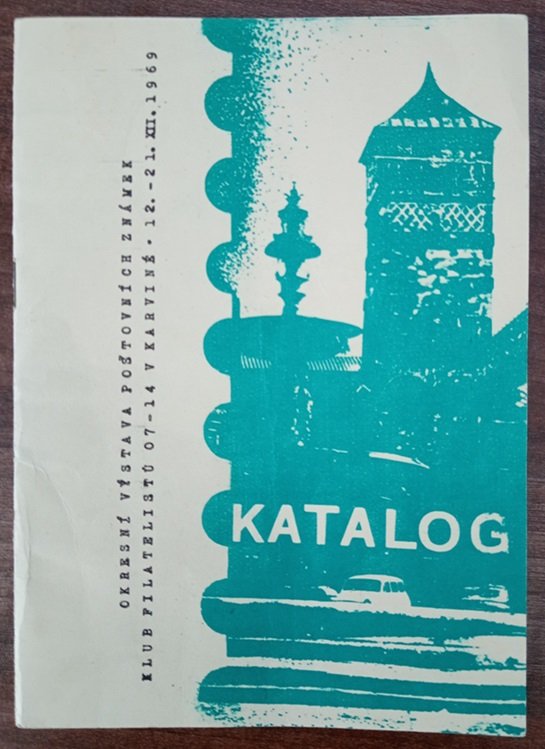 OKRESNÍ VÝSTAVA POŠTOVNÍCH ZNÁMEK
KLUB FILATELISTŮ 07-14 V KARVINÉ · 12.-21.XII.1969
KATALOG